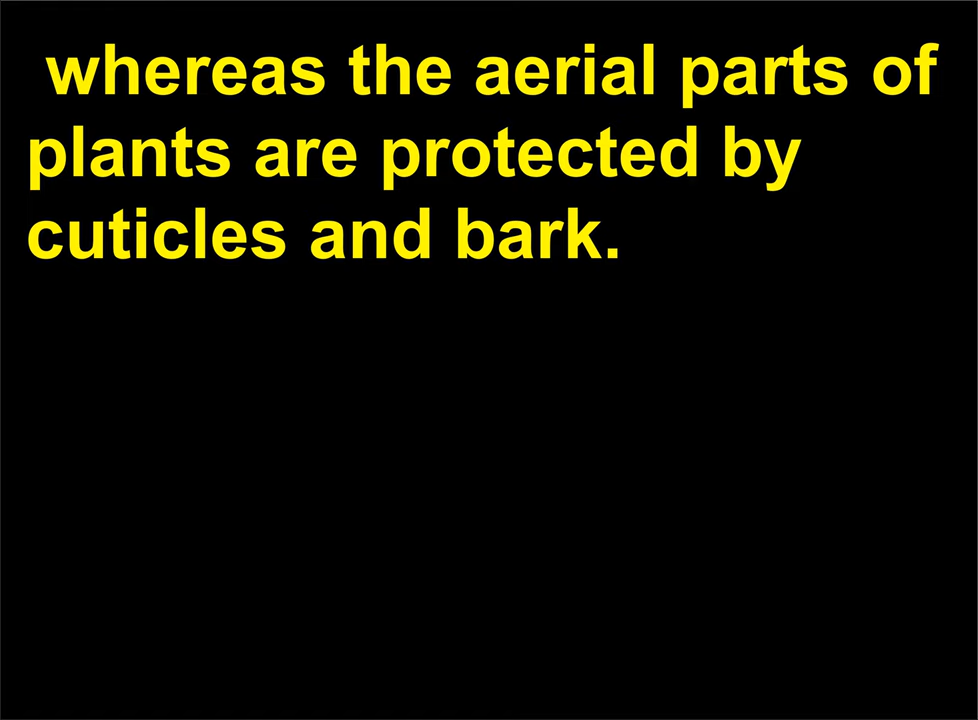 whereas the aerial parts of
plants are protected by
cuticles and bark.